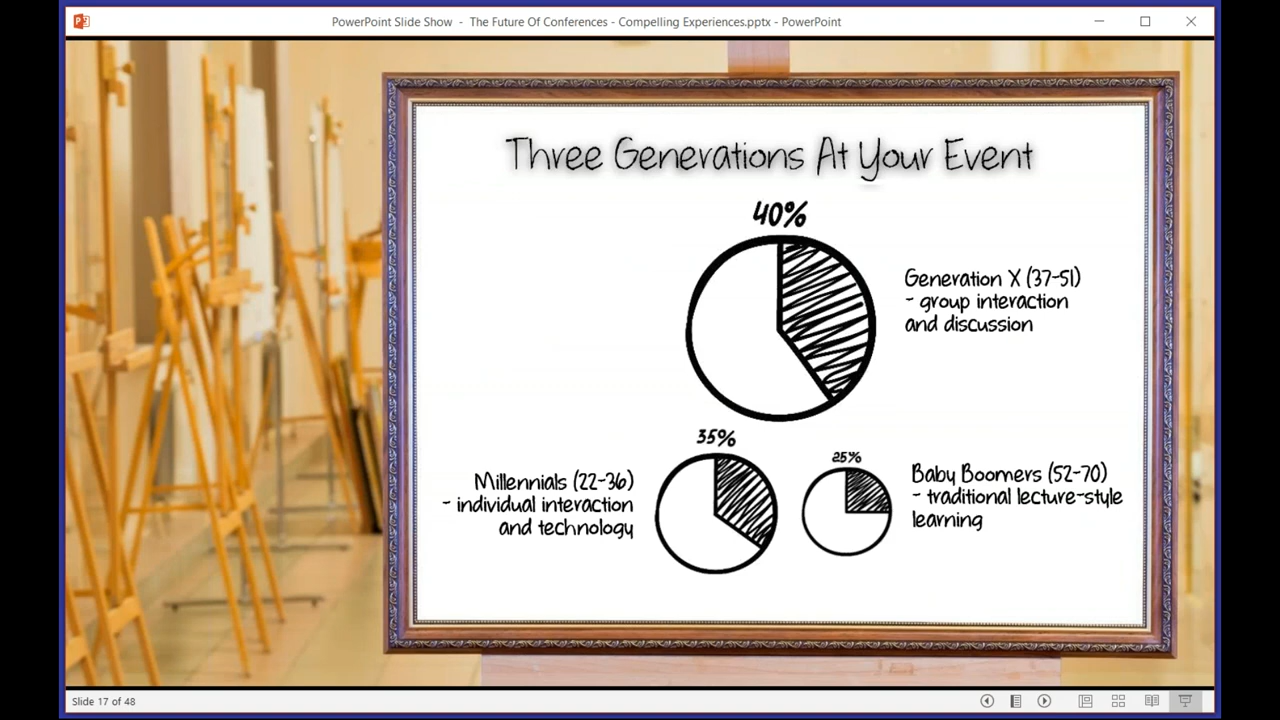 PowerPoint Slide Show - The Future Of Conferences - Compelling Experiences.pptx - PowerPoint
Three Generations At Your Event
40%
Generation X (37-51)
- group interaction
and discussion
35%
Millennials (22-36)
- individual interaction
and technology
25%
Baby Boomers (52-70)
- traditional lecture-style
learning
Slide 17 of 48